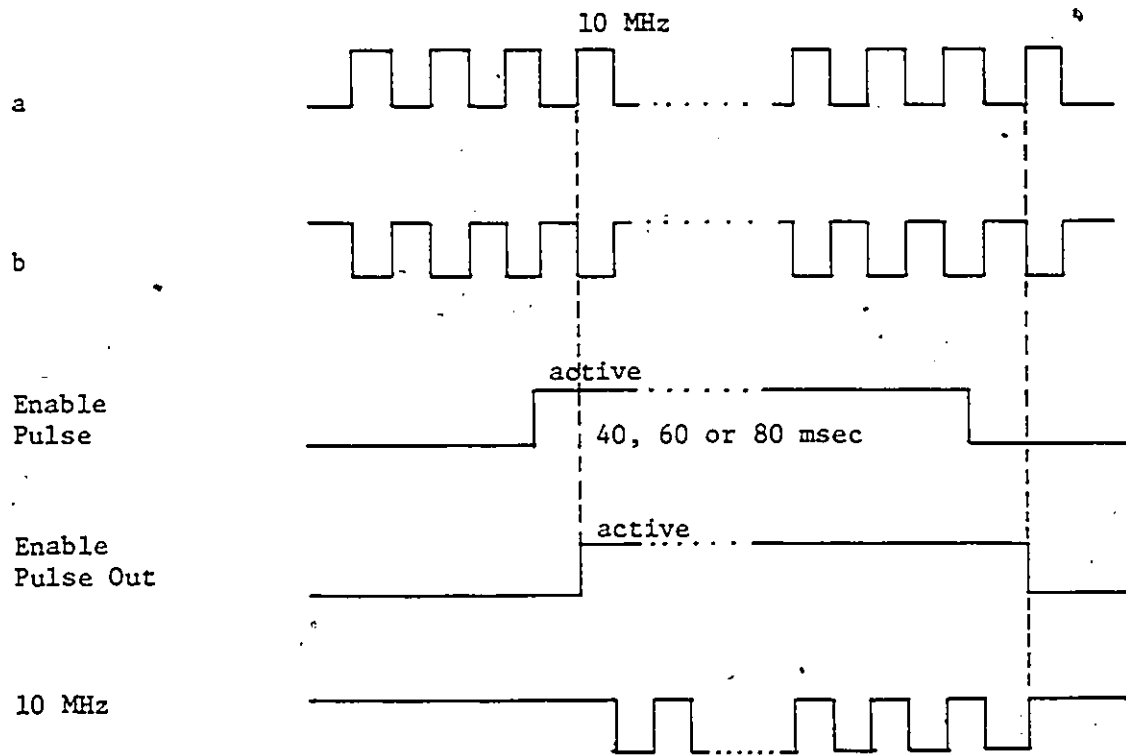 10 MHz
a
b
active
Enable
Pulse
40, 60 or 80 msec
active
Enable
Pulse Out
10 MHz